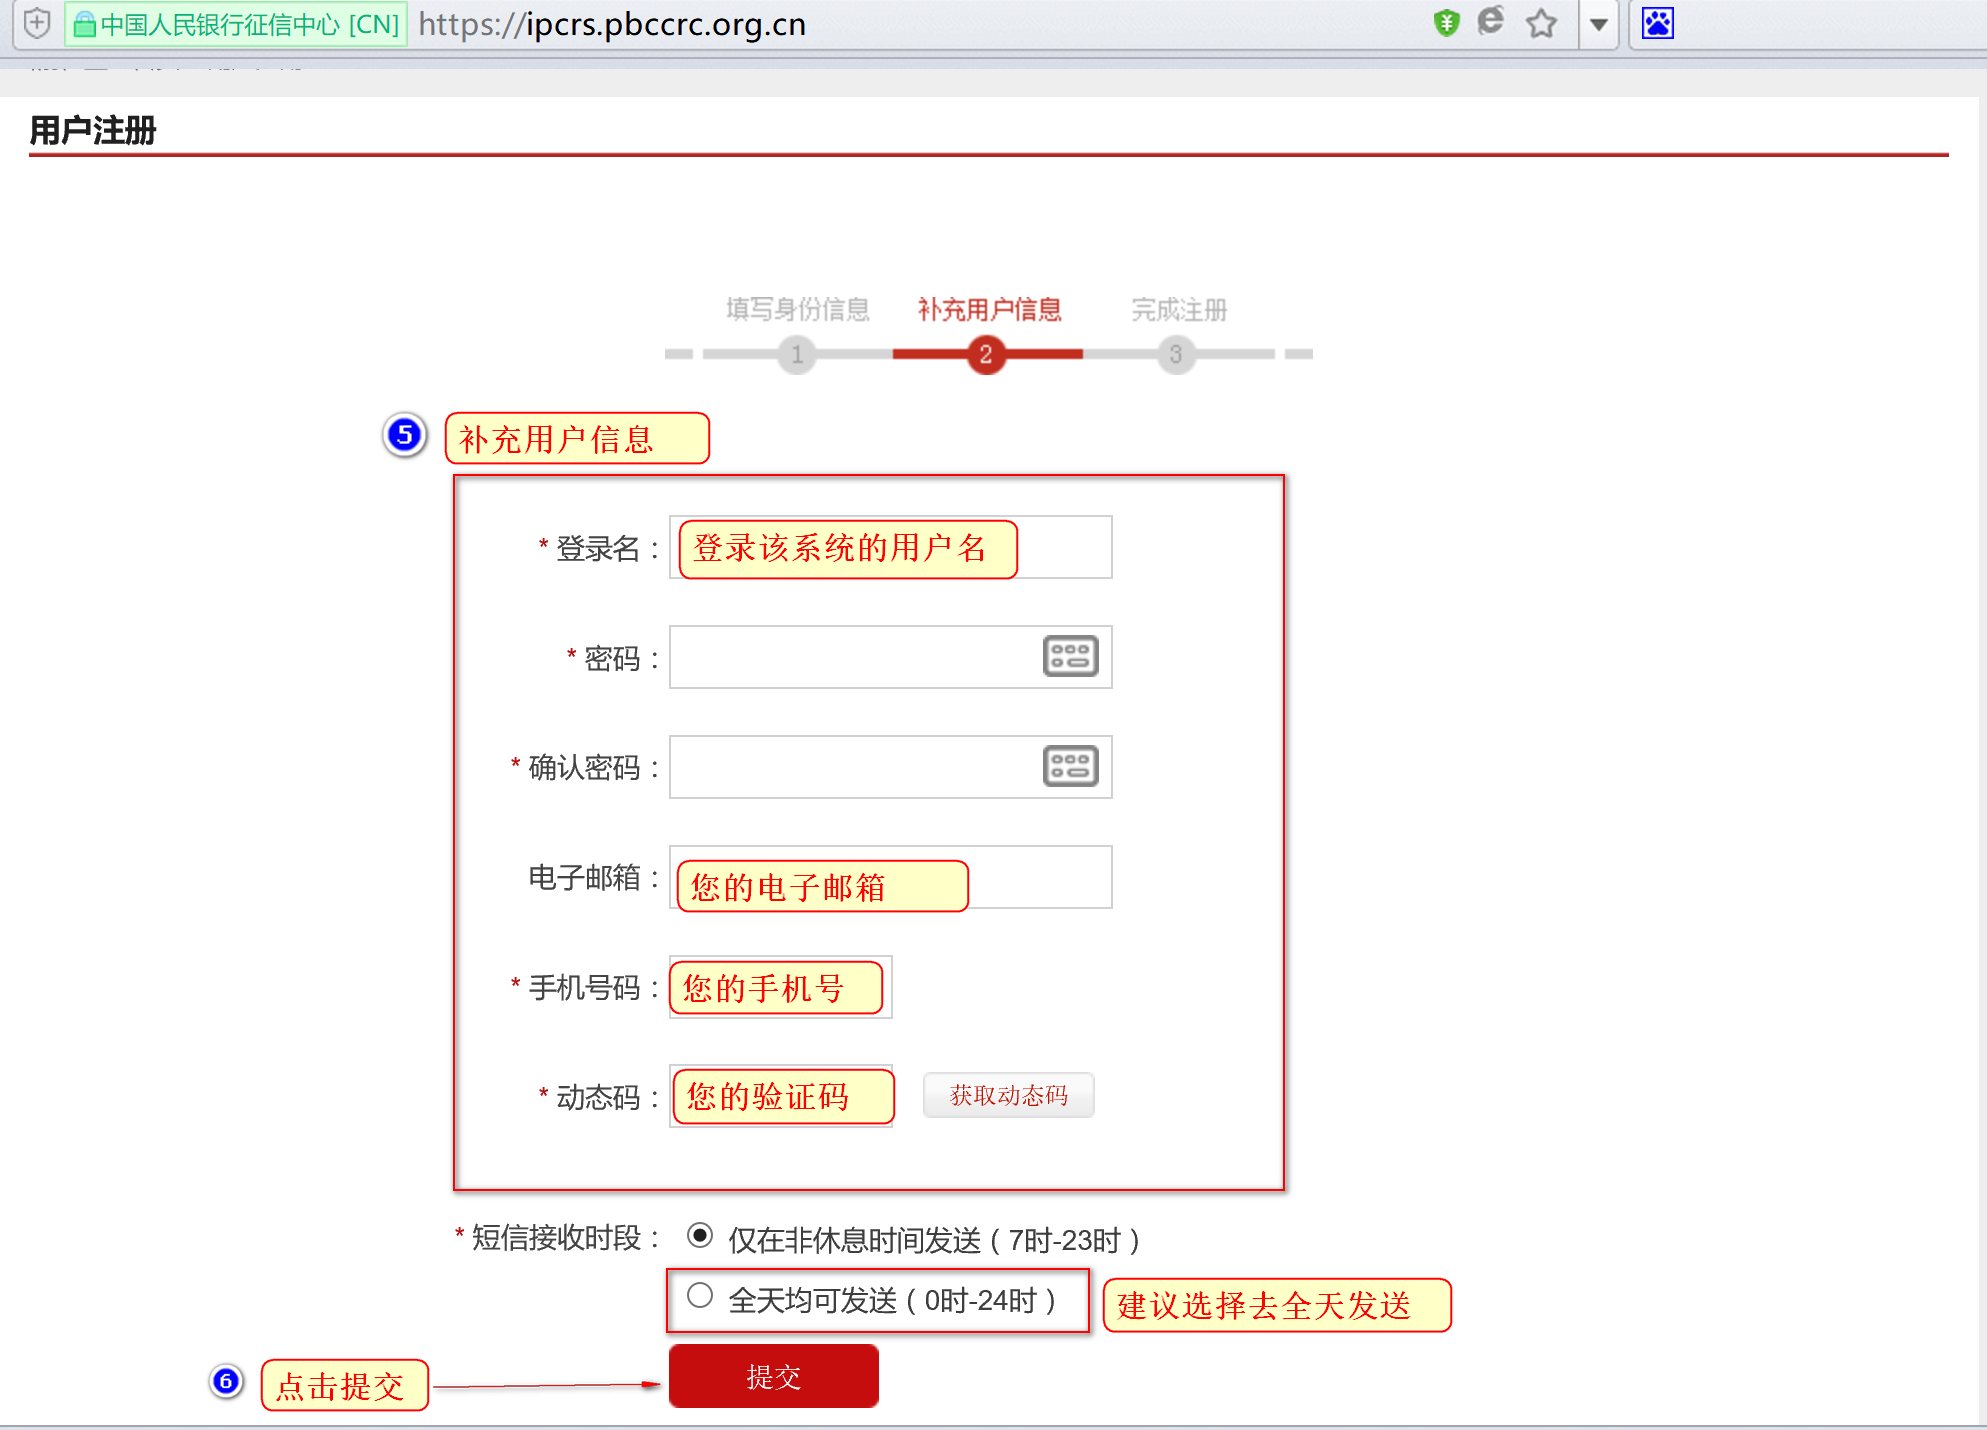 中国人民银行征信中心 [CN] https://ipcrs.pbccrc.org.cn
用户注册
填写身份信息 补充用户信息 完成注册
1 2 3
5 补充用户信息
* 登录名： 登录该系统的用户名
* 密码：
* 确认密码：
电子邮箱： 您的电子邮箱
* 手机号码： 您的手机号
* 动态码： 您的验证码 获取动态码
* 短信接收时段： 仅在非休息时间发送（7时-23时）
全天均可发送（0时-24时） 建议选择去全天发送
6 点击提交 提交